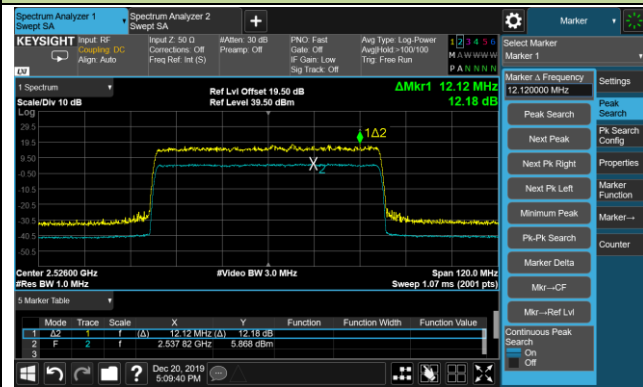 Spectrum Analyzer 1
Swept SA
Spectrum Analyzer 2
Swept SA
+
Marker
KEYSIGHT
Input: RF
Coupling: DC
Align: Auto
Input Z: 50 Ω
Corrections: Off
Freq Ref: Int (S)
#Atten: 30 dB
Preamp: Off
PNO: Fast
Gate: Off
IF Gain: Low
Sig Track: Off
Avg Type: Log-Power
Avg|Hold:>100/100
Trig: Free Run
1 2 3 4 5 6
M A W W W W
P A N N N N
LXI
Select Marker
Marker 1
1 Spectrum
Scale/Div 10 dB
Log
Ref Lvl Offset 19.50 dB
Ref Level 39.50 dBm
ΔMkr1 12.12 MHz
12.18 dB
29.5
19.5
9.50
-0.50
-10.5
-20.5
-30.5
-40.5
-50.5
1Δ2
X2
Center 2.52600 GHz
#Res BW 1.0 MHz
#Video BW 3.0 MHz
Span 120.0 MHz
Sweep 1.07 ms (2001 pts)
5 Marker Table
Mode Trace Scale X Y Function Function Width Function Value
1 Δ2 1 f (Δ) 12.12 MHz (Δ) 12.18 dB
2 F 2 f 2.537 82 GHz 5.868 dBm
3
Marker Δ Frequency
12.120000 MHz
Peak Search
Next Peak
Next Pk Right
Next Pk Left
Minimum Peak
Pk-Pk Search
Marker Delta
Mkr→CF
Mkr→Ref Lvl
Continuous Peak
Search
On
Off
Settings
Peak
Search
Pk Search
Config
Properties
Marker
Function
Marker→
Counter
?
Dec 20, 2019
5:09:40 PM